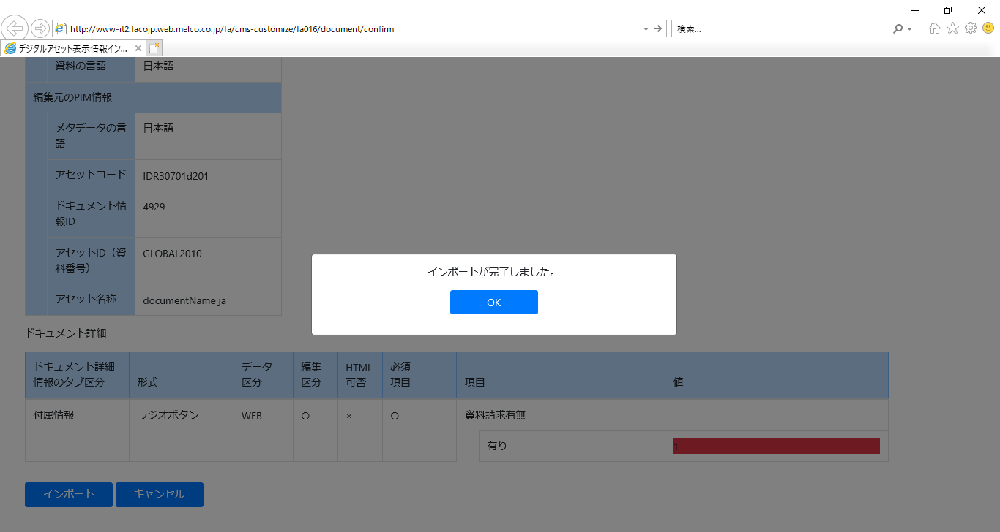 http://www-it2.facojp.web.melco.co.jp/fa/cms-customize/fa016/document/confirm
検索...
デジタルアセット表示情報イン...
資料の言語 日本語
編集元のPIM情報
メタデータの言 日本語
語
アセットコード IDR30701d201
ドキュメント情 4929
報ID
アセットID（資 GLOBAL2010
料番号）
アセット名称 documentName ja
インポートが完了しました。
OK
ドキュメント詳細
ドキュメント詳細 データ 編集 HTML 必須
情報のタブ区分 形式 区分 区分 可否 項目 項目 値
付属情報 ラジオボタン WEB ○ × ○ 資料請求有無
有り 1
インポート キャンセル